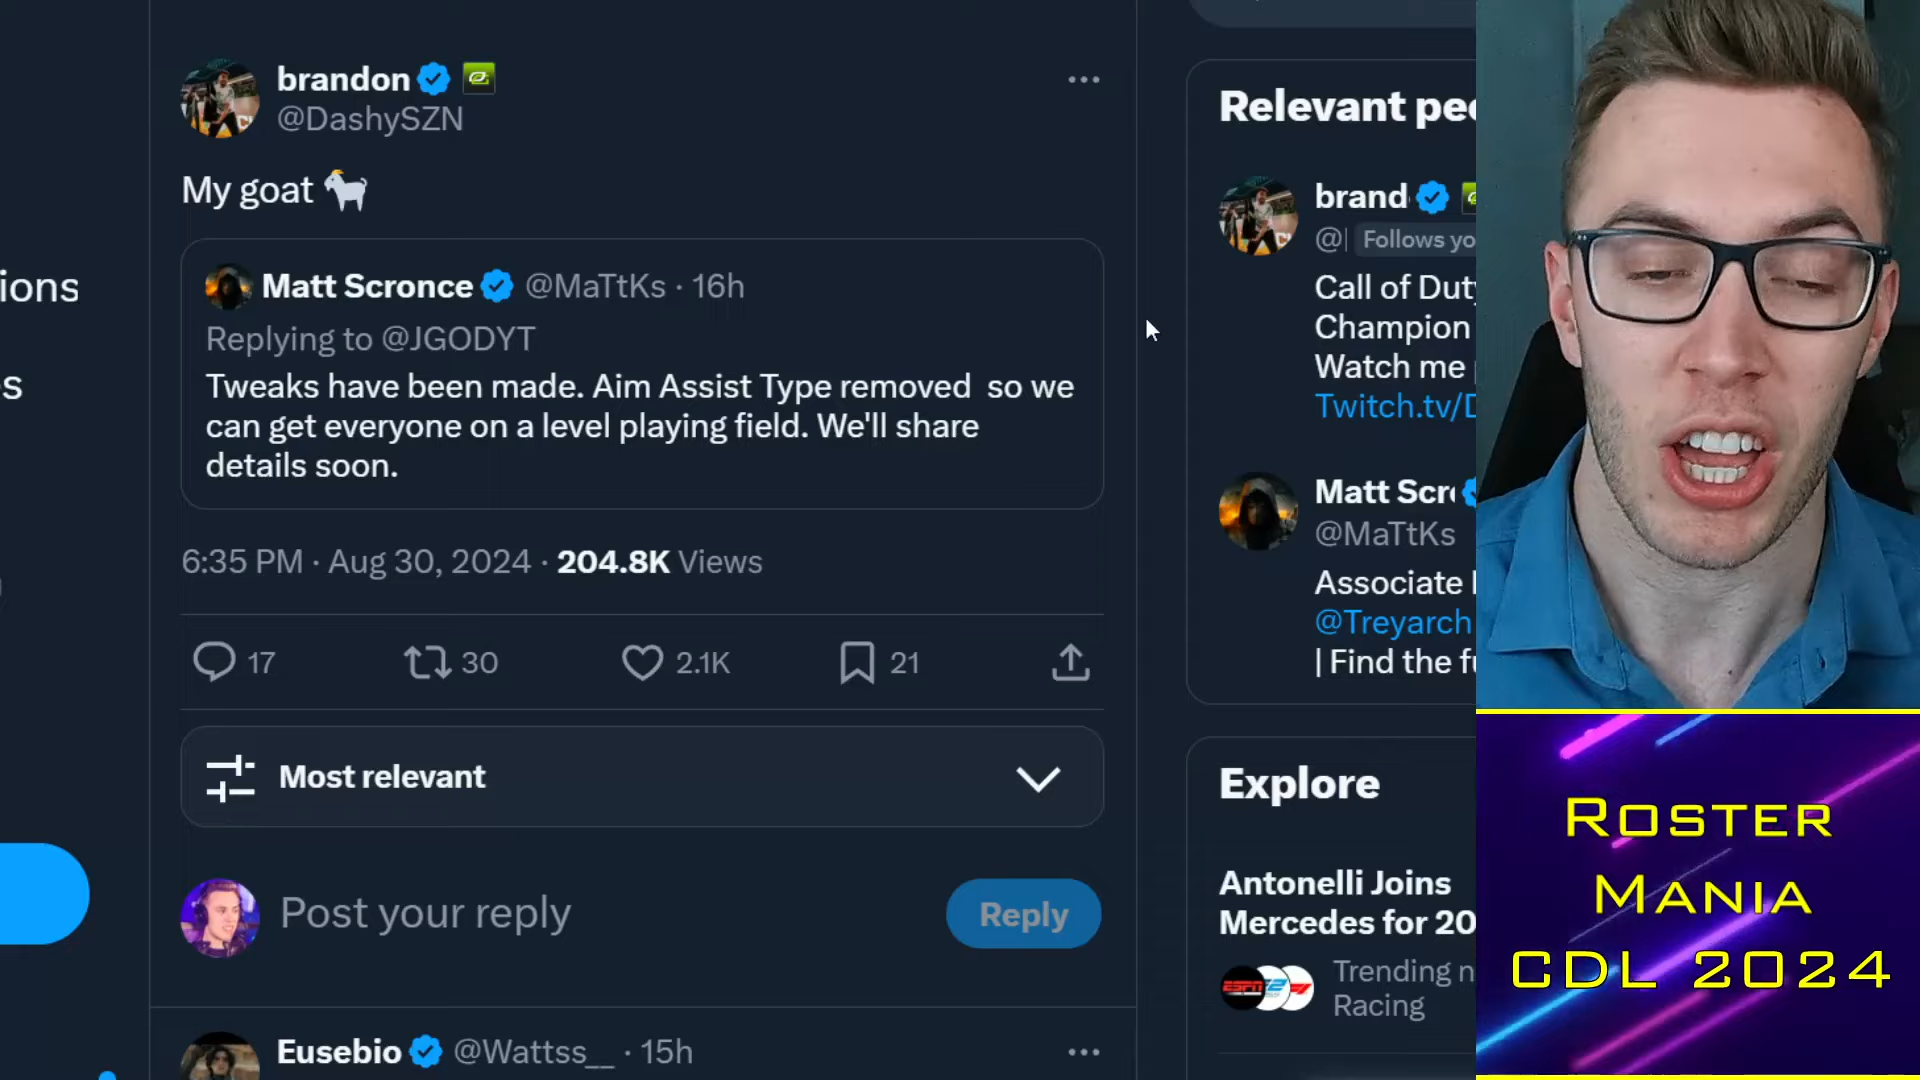 brandon
@DashySZN
My goat
Matt Scronce @MaTtKs · 16h
Replying to @JGODYT
Tweaks have been made. Aim Assist Type removed so we
can get everyone on a level playing field. We'll share
details soon.
6:35 PM · Aug 30, 2024 · 204.8K Views
17 30 2.1K 21
Most relevant
Post your reply
Reply
Eusebio @Wattss__ · 15h
ions
s
Relevant pe
brand
@ Follows yo
Call of Dut
Champion
Watch me
Twitch.tv/D
Matt Scr
@MaTtKs
Associate
@Treyarch
| Find the f
Explore
Antonelli Joins
Mercedes for 20
ESPN
Trending n
Racing
ROSTER
MANIA
CDL 2024